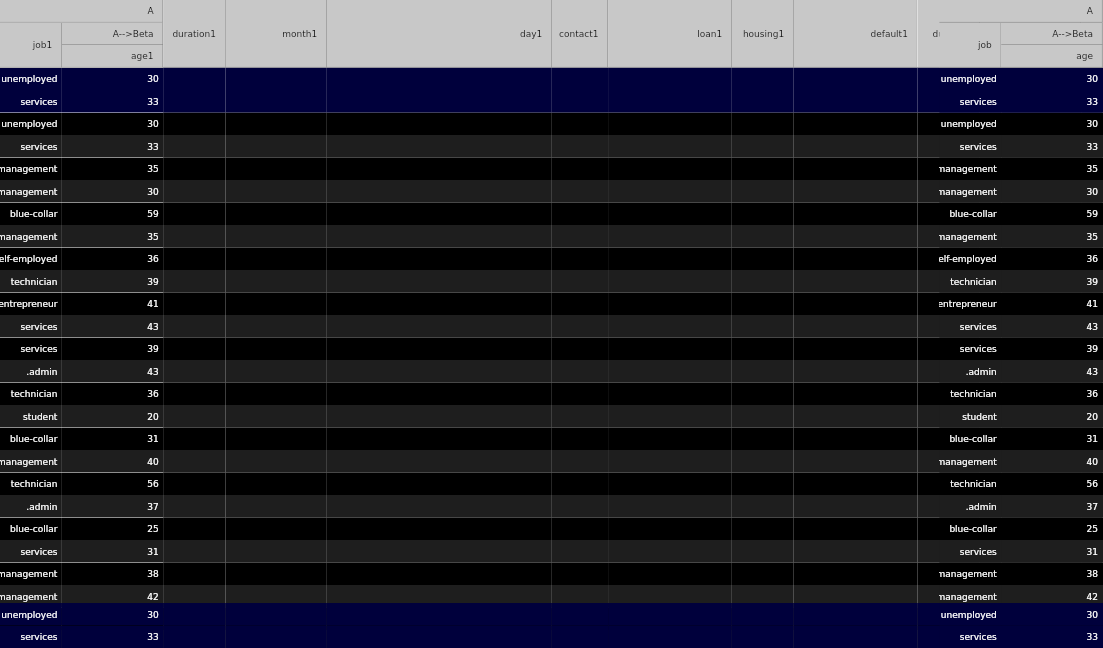 A A
job1 A-->Beta duration1 month1 day1 contact1 loan1 housing1 default1 job A-->Beta
age1 age
unemployed 30 unemployed 30
services 33 services 33
unemployed 30 unemployed 30
services 33 services 33
management 35 management 35
management 30 management 30
blue-collar 59 blue-collar 59
management 35 management 35
elf-employed 36 elf-employed 36
technician 39 technician 39
entrepreneur 41 entrepreneur 41
services 43 services 43
services 39 services 39
.admin 43 .admin 43
technician 36 technician 36
student 20 student 20
blue-collar 31 blue-collar 31
management 40 management 40
technician 56 technician 56
.admin 37 .admin 37
blue-collar 25 blue-collar 25
services 31 services 31
management 38 management 38
management 42 management 42
unemployed 30 unemployed 30
services 33 services 33